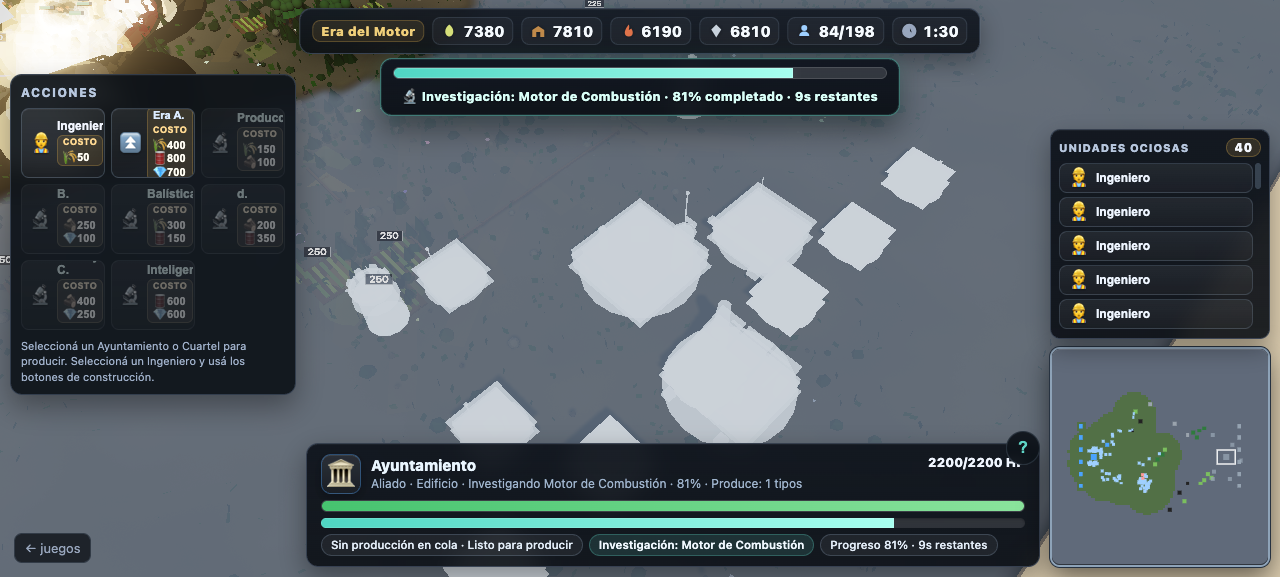 225
Era del Motor 7380 7810 6190 6810 84/198 1:30
Investigación: Motor de Combustión · 81% completado · 9s restantes
ACCIONES
Ingenier
COSTO
50
Era A.
COSTO
400
800
700
Producc
COSTO
150
100
B.
COSTO
250
100
Balística
COSTO
300
150
d.
COSTO
200
350
C.
COSTO
400
250
Inteliger
COSTO
600
600
Seleccioná un Ayuntamiento o Cuartel para
producir. Seleccioná un Ingeniero y usá los
botones de construcción.
250
250
250
UNIDADES OCIOSAS 40
Ingeniero
Ingeniero
Ingeniero
Ingeniero
Ingeniero
?
Ayuntamiento
2200/2200
Aliado · Edificio · Investigando Motor de Combustión · 81% · Produce: 1 tipos
Sin producción en cola · Listo para producir
Investigación: Motor de Combustión
Progreso 81% · 9s restantes
← juegos